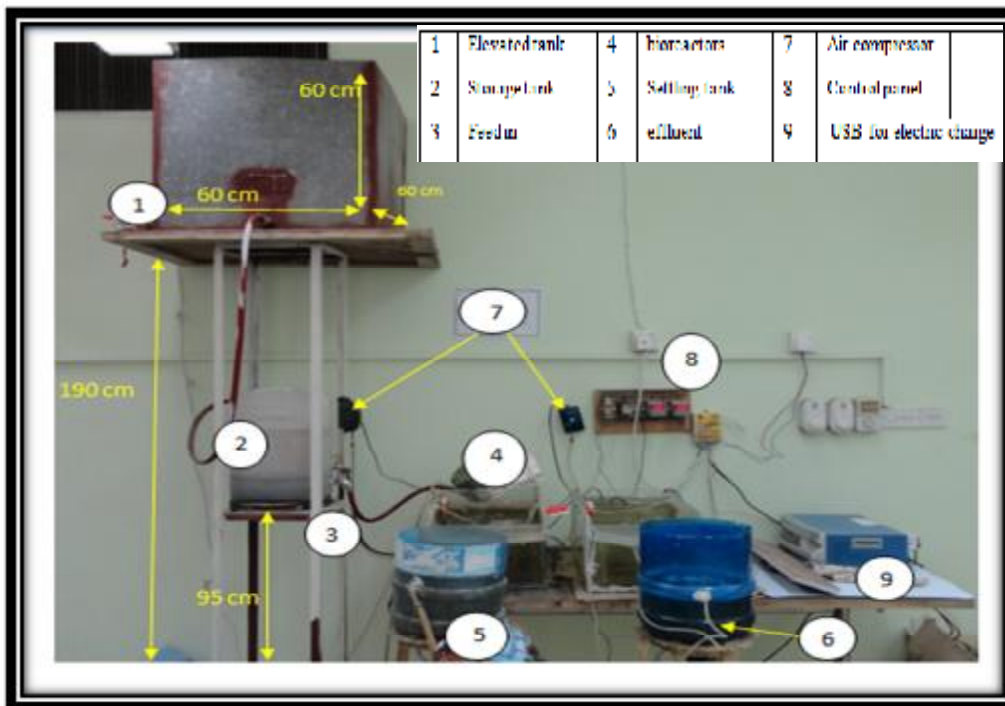 1 Elevated tank 4 bioreactors 7 Air compressor
2 Storage tank 5 Settling tank 8 Control panel
3 Feed in 6 effluent 9 USB for electric charge
60 cm
60 cm
60 cm
1
7
8
190 cm
2
4
3
9
95 cm
5
6